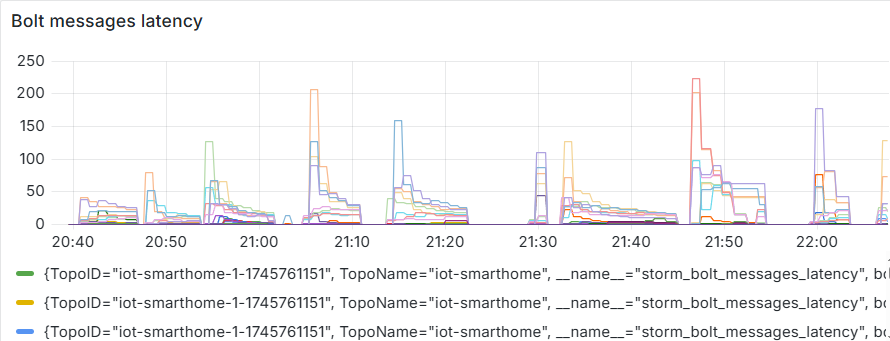 Bolt messages latency
250
200
150
100
50
0
20:40 20:50 21:00 21:10 21:20 21:30 21:40 21:50 22:00
{TopoID="iot-smarthome-1-1745761151", TopoName="iot-smarthome", __name__="storm_bolt_messages_latency", bo
{TopoID="iot-smarthome-1-1745761151", TopoName="iot-smarthome", __name__="storm_bolt_messages_latency", bo
{TopoID="iot-smarthome-1-1745761151", TopoName="iot-smarthome", __name__="storm_bolt_messages_latency", bo